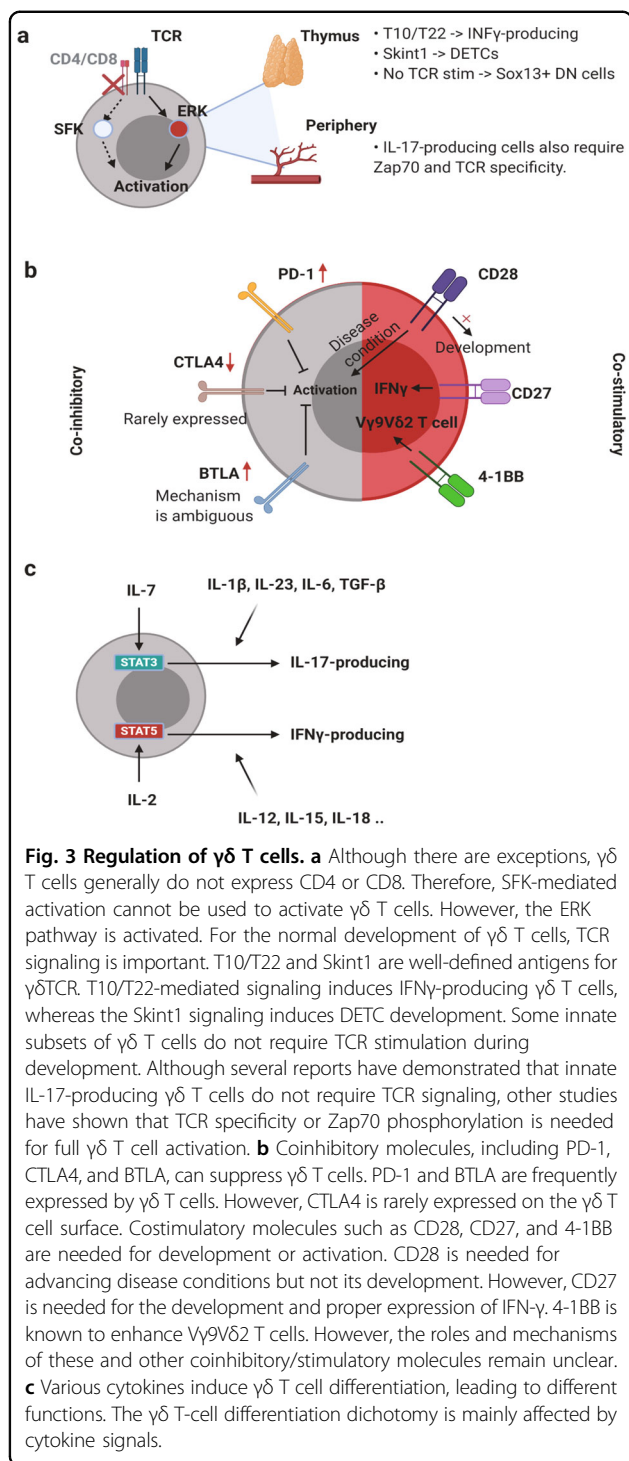 a
TCR
CD4/CD8
SFK
ERK
Activation
Thymus
• T10/T22 -> INFγ-producing
• Skint1 -> DETCs
• No TCR stim -> Sox13+ DN cells
Periphery
• IL-17-producing cells also require
Zap70 and TCR specificity.
b
Co-inhibitory
PD-1
CTLA4
Rarely expressed
BTLA
Mechanism
is ambiguous
Activation
Disease
condition
IFNγ
Vγ9Vδ2 T cell
CD28
×
Development
CD27
4-1BB
Co-stimulatory
c
IL-7
IL-1β, IL-23, IL-6, TGF-β
STAT3
IL-17-producing
STAT5
IFNγ-producing
IL-2
IL-12, IL-15, IL-18 ..
Fig. 3 Regulation of γδ T cells. a Although there are exceptions, γδ
T cells generally do not express CD4 or CD8. Therefore, SFK-mediated
activation cannot be used to activate γδ T cells. However, the ERK
pathway is activated. For the normal development of γδ T cells, TCR
signaling is important. T10/T22 and Skint1 are well-defined antigens for
γδTCR. T10/T22-mediated signaling induces IFNγ-producing γδ T cells,
whereas the Skint1 signaling induces DETC development. Some innate
subsets of γδ T cells do not require TCR stimulation during
development. Although several reports have demonstrated that innate
IL-17-producing γδ T cells do not require TCR signaling, other studies
have shown that TCR specificity or Zap70 phosphorylation is needed
for full γδ T cell activation. b Coinhibitory molecules, including PD-1,
CTLA4, and BTLA, can suppress γδ T cells. PD-1 and BTLA are frequently
expressed by γδ T cells. However, CTLA4 is rarely expressed on the γδ T
cell surface. Costimulatory molecules such as CD28, CD27, and 4-1BB
are needed for development or activation. CD28 is needed for
advancing disease conditions but not its development. However, CD27
is needed for the development and proper expression of IFN-γ. 4-1BB is
known to enhance Vγ9Vδ2 T cells. However, the roles and mechanisms
of these and other coinhibitory/stimulatory molecules remain unclear.
c Various cytokines induce γδ T cell differentiation, leading to different
functions. The γδ T-cell differentiation dichotomy is mainly affected by
cytokine signals.